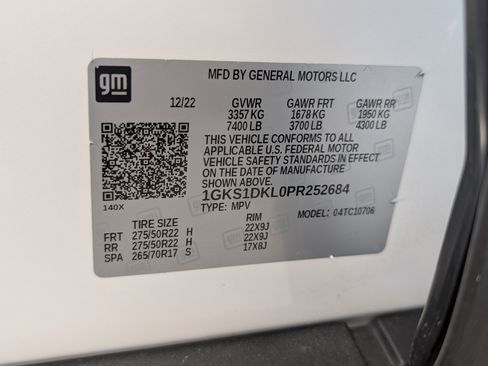 gm
MFD BY GENERAL MOTORS LLC
12/22 GVWR GAWR FRT GAWR RR
3357 KG 1678 KG 1950 KG
7400 LB 3700 LB 4300 LB
THIS VEHICLE CONFORMS TO ALL
APPLICABLE U.S. FEDERAL MOTOR
VEHICLE SAFETY STANDARDS IN EFFECT
ON THE DATE OF MANUFACTURE
SHOWN ABOVE.
1GKS1DKL0PR252684
140X TYPE: MPV MODEL: 04TC10706
TIRE SIZE RIM
FRT 275/50R22 H 22X9J
RR 275/50R22 H 22X9J
SPA 265/70R17 S 17X8J